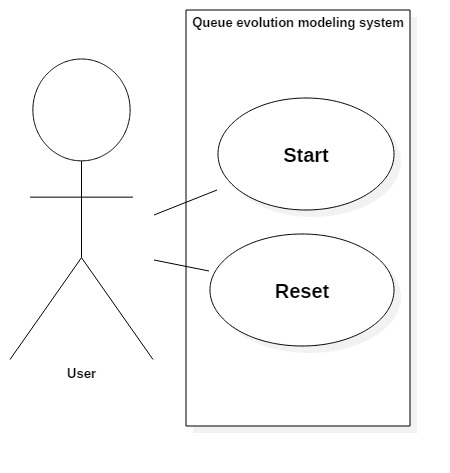 Queue evolution modeling system
Start
Reset
User